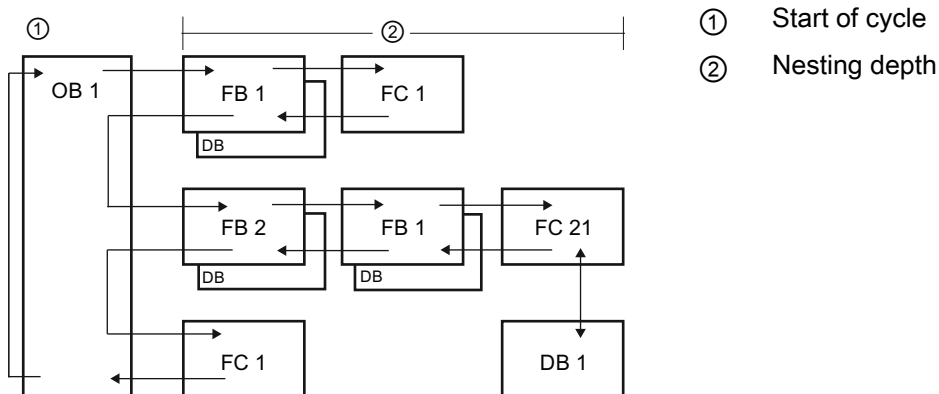 ① Start of cycle
② Nesting depth
①
②
OB 1
FB 1
FC 1
DB
FB 2
FB 1
FC 21
DB
DB
FC 1
DB 1